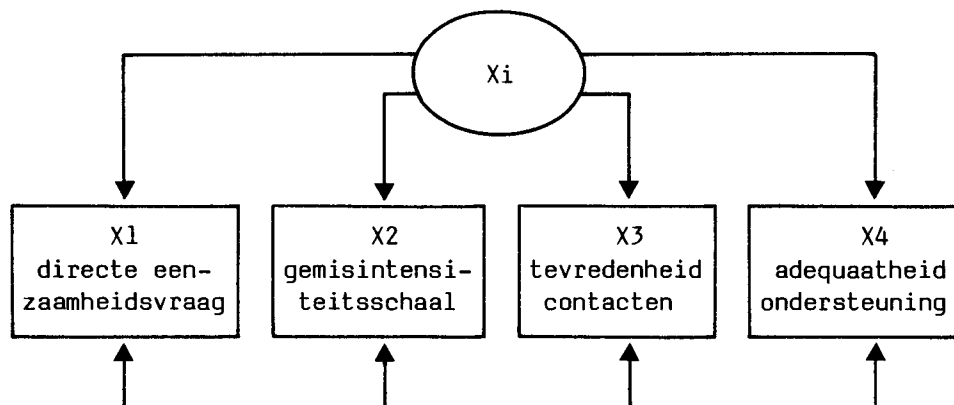 Xi
X1
directe een-
zaamheidsvraag
X2
gemisintensi-
teitsschaal
X3
tevredenheid
contacten
X4
adequaatheid
ondersteuning